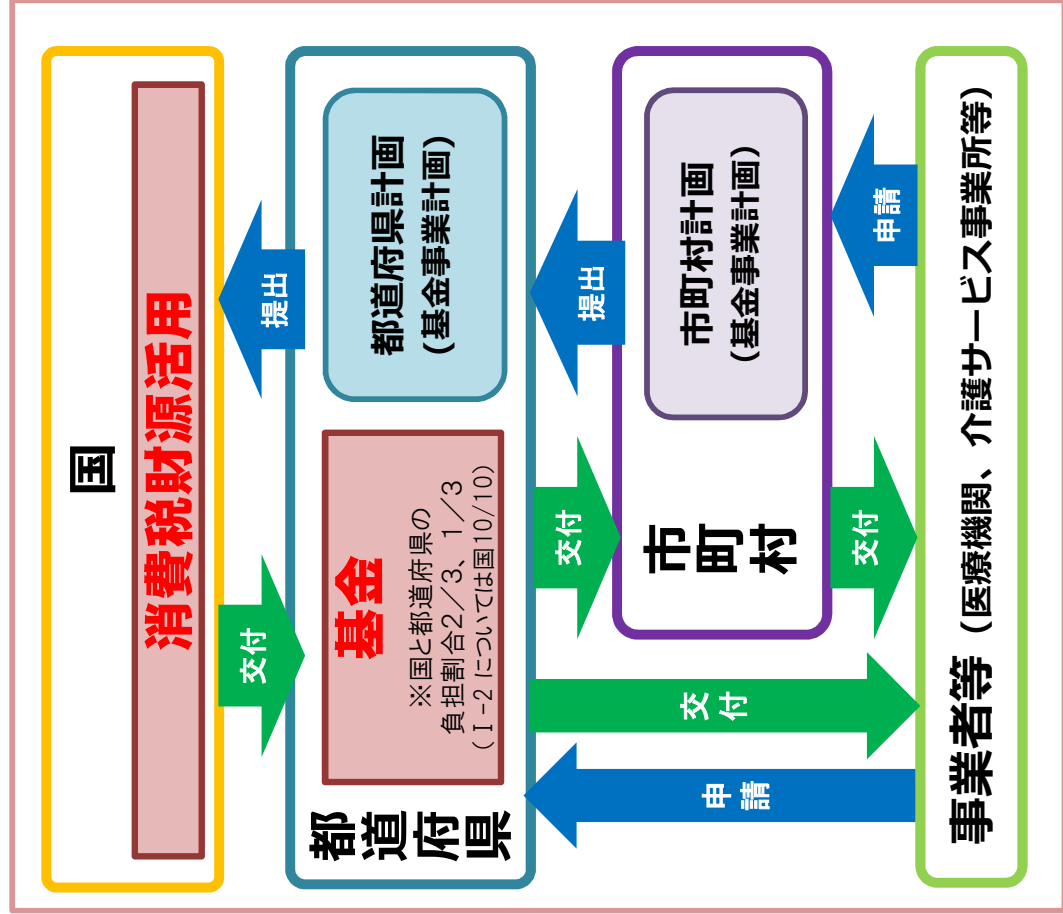 国
消費税財源活用
交付
提出
都道府県
基金
※国と都道府県の
負担割合2／3、1／3
(Ⅰ-2 については国10/10)
都道府県計画
(基金事業計画)
交付
提出
市町村
市町村計画
(基金事業計画)
申請
交付
交付
申請
事業者等（医療機関、介護サービス事業所等）